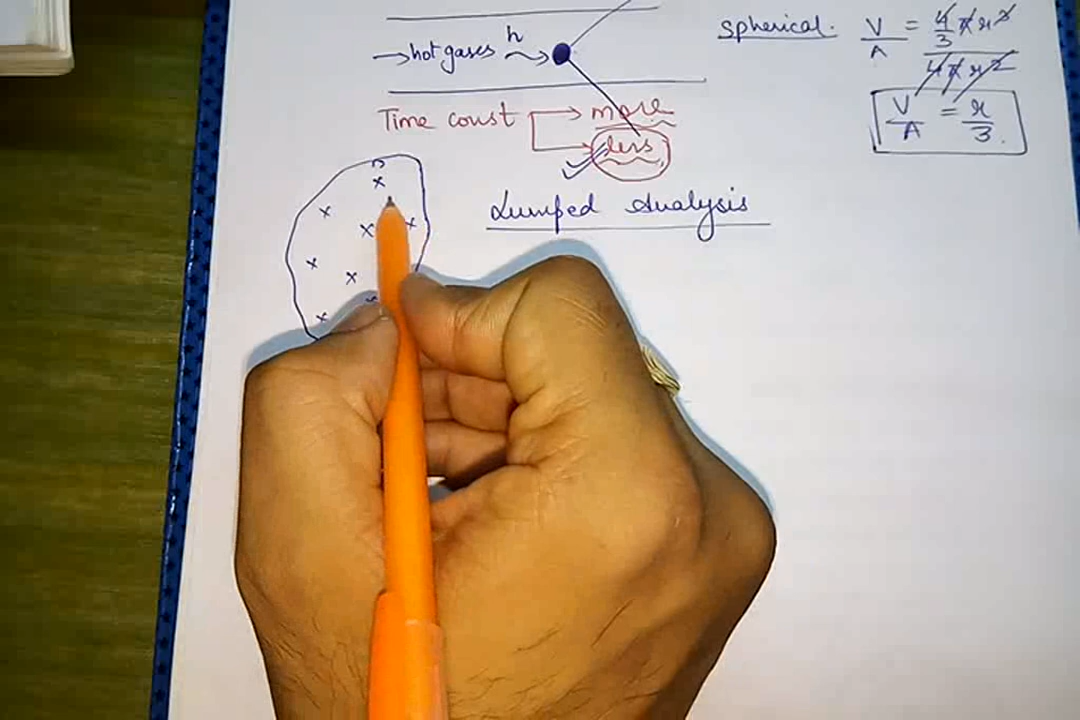 → hot gases h
Time const → more
→ less
Lumped Analysis
spherical. V/A = 4/3 π r³ / 4 π r²
V/A = r/3.